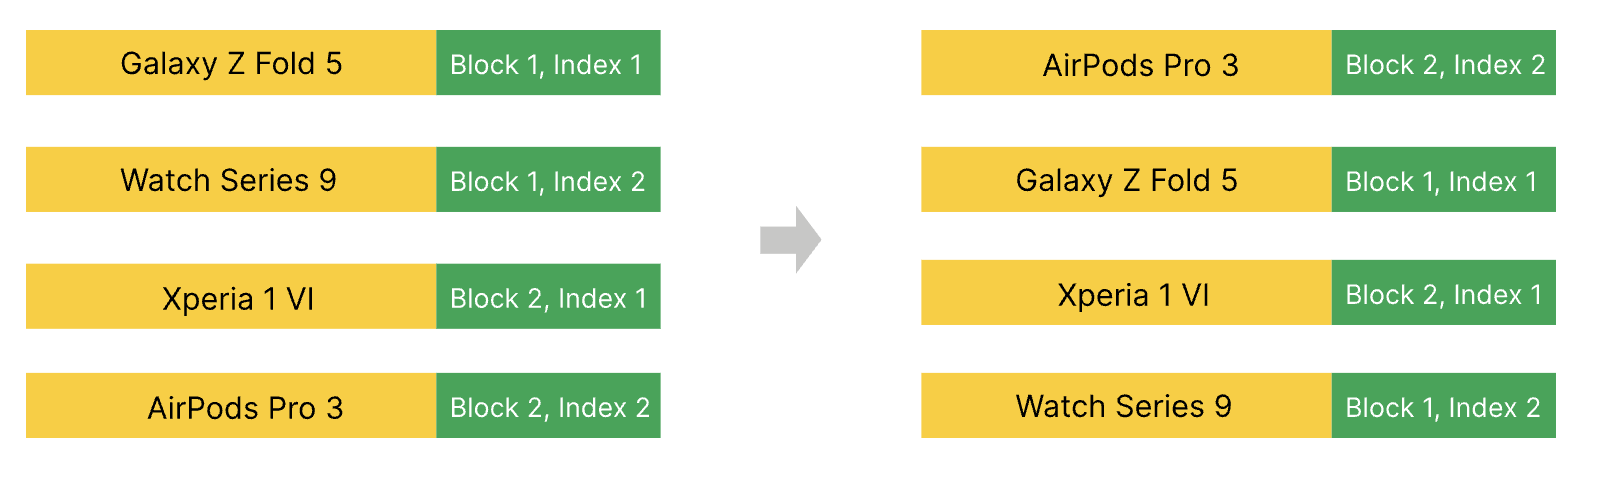 Galaxy Z Fold 5 Block 1, Index 1
Watch Series 9 Block 1, Index 2
Xperia 1 VI Block 2, Index 1
AirPods Pro 3 Block 2, Index 2
AirPods Pro 3 Block 2, Index 2
Galaxy Z Fold 5 Block 1, Index 1
Xperia 1 VI Block 2, Index 1
Watch Series 9 Block 1, Index 2